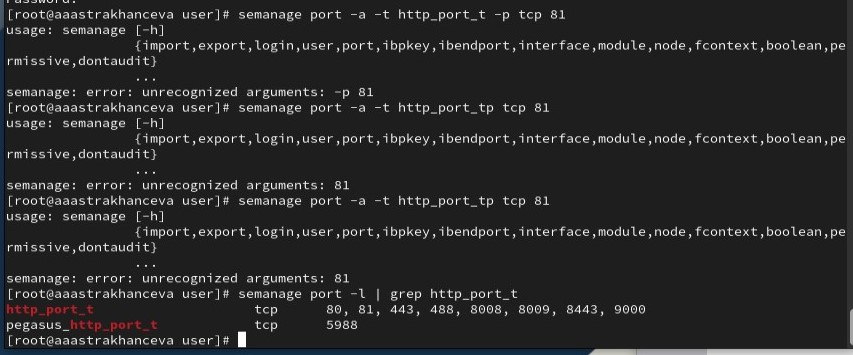 [root@aaastrakhanceva user]# semanage port -a -t http_port_t -p tcp 81
usage: semanage [-h]
{import,export,login,user,port,ibpkey,ibendport,interface,module,node,fcontext,boolean,pe
rmissive,dontaudit}
...
semanage: error: unrecognized arguments: -p 81
[root@aaastrakhanceva user]# semanage port -a -t http_port_tp tcp 81
usage: semanage [-h]
{import,export,login,user,port,ibpkey,ibendport,interface,module,node,fcontext,boolean,pe
rmissive,dontaudit}
...
semanage: error: unrecognized arguments: 81
[root@aaastrakhanceva user]# semanage port -a -t http_port_tp tcp 81
usage: semanage [-h]
{import,export,login,user,port,ibpkey,ibendport,interface,module,node,fcontext,boolean,pe
rmissive,dontaudit}
...
semanage: error: unrecognized arguments: 81
[root@aaastrakhanceva user]# semanage port -l | grep http_port_t
http_port_t tcp 80, 81, 443, 488, 8008, 8009, 8443, 9000
pegasus_http_port_t tcp 5988
[root@aaastrakhanceva user]#